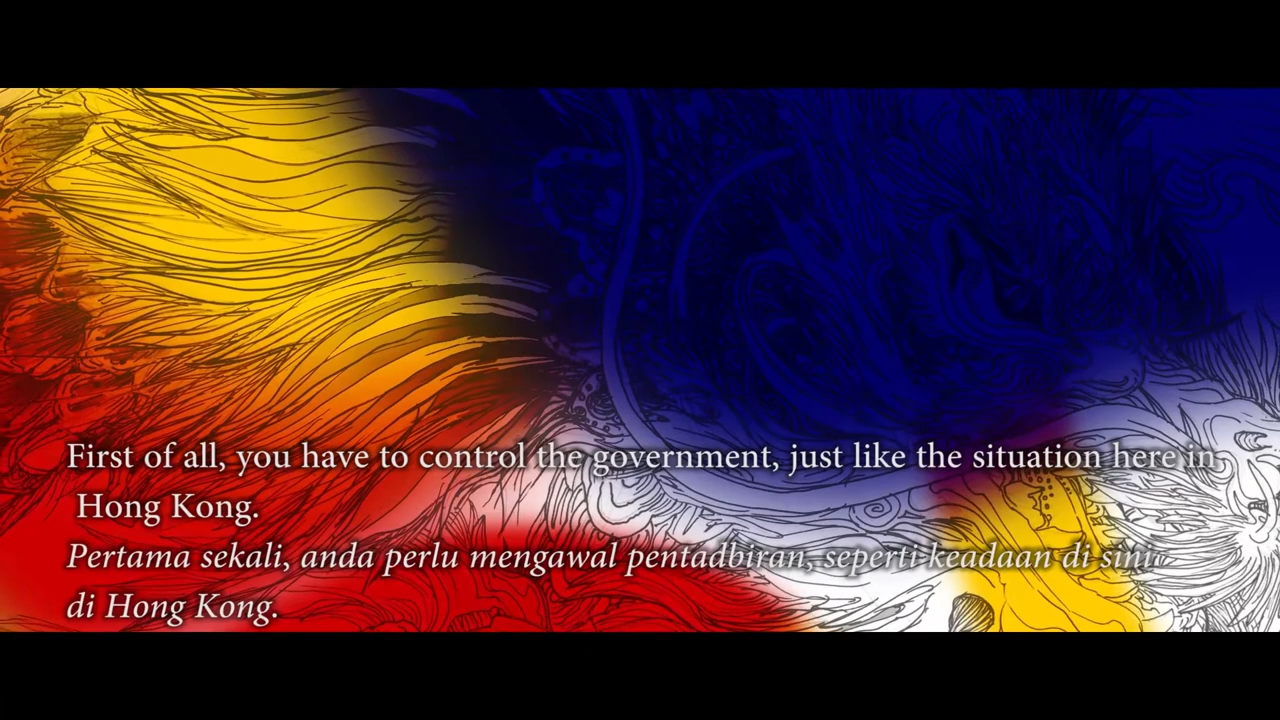 First of all, you have to control the government, just like the situation here in
Hong Kong.
Pertama sekali, anda perlu mengawal pentadbiran, seperti keadaan di sini
di Hong Kong.